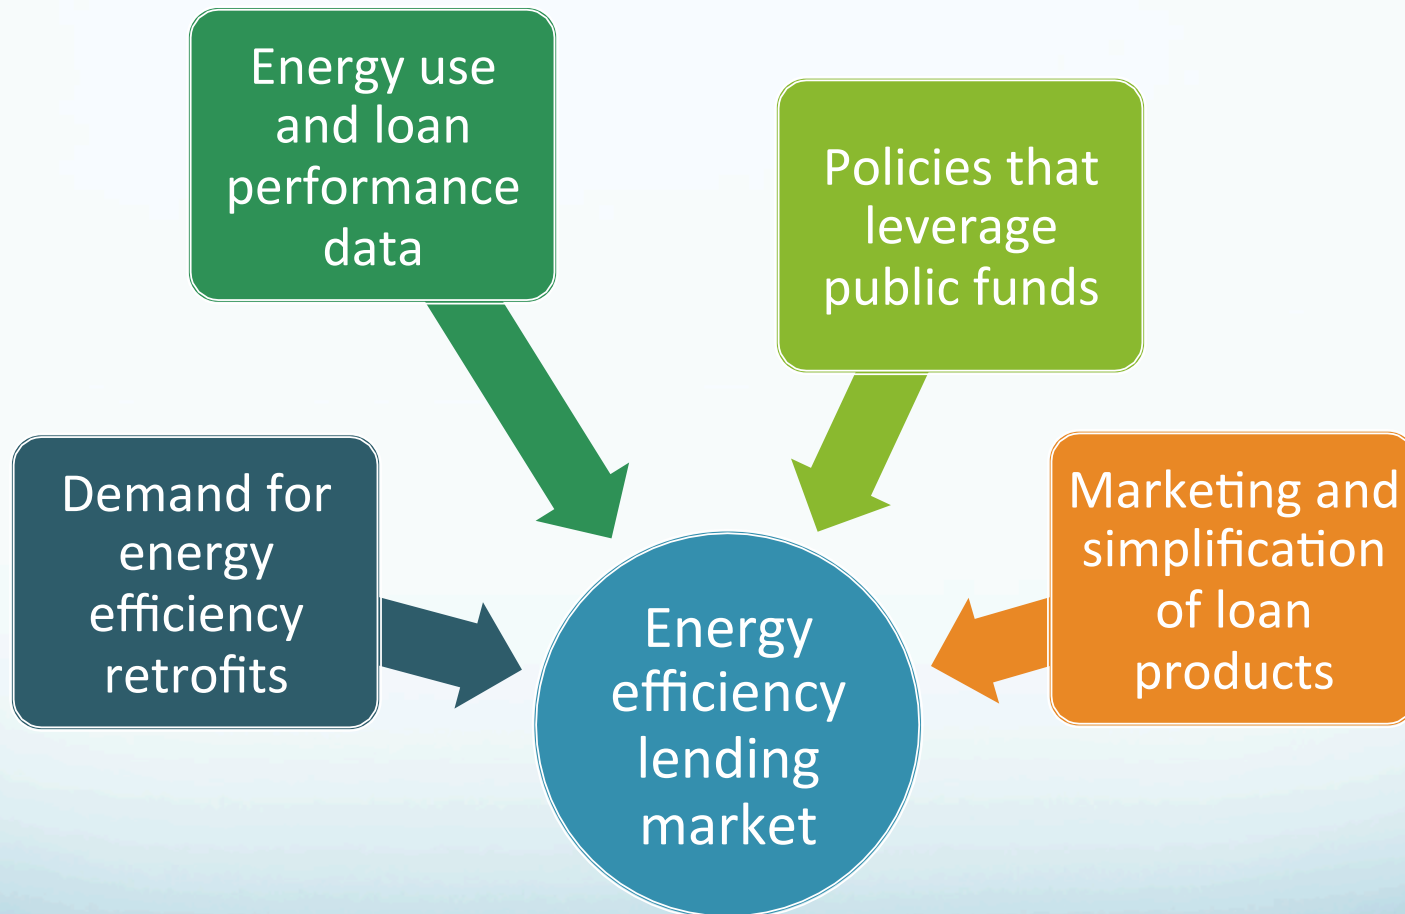 Energy use
and loan
performance
data
Policies that
leverage
public funds
Demand for
energy
efficiency
retrofits
Marketing and
simplification
of loan
products
Energy
efficiency
lending
market